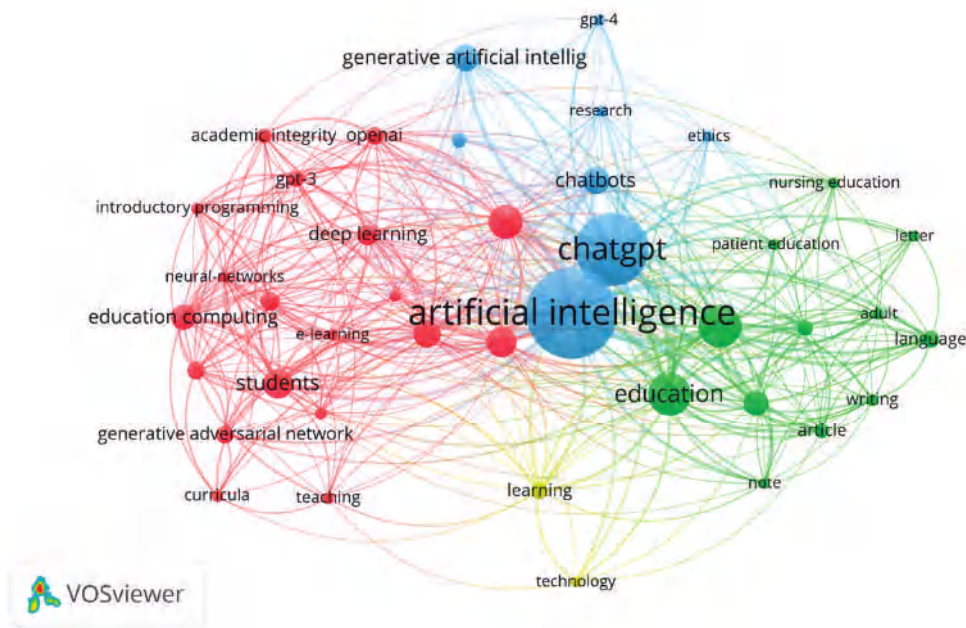 gpt-4
generative artificial intellig
research
academic integrity
openai
ethics
gpt-3
chatbots
nursing education
introductory programming
deep learning
chatgpt
patient education
letter
neural-networks
artificial intelligence
adult
education computing
e-learning
language
students
education
writing
generative adversarial network
article
curricula
teaching
learning
note
technology
VOSviewer